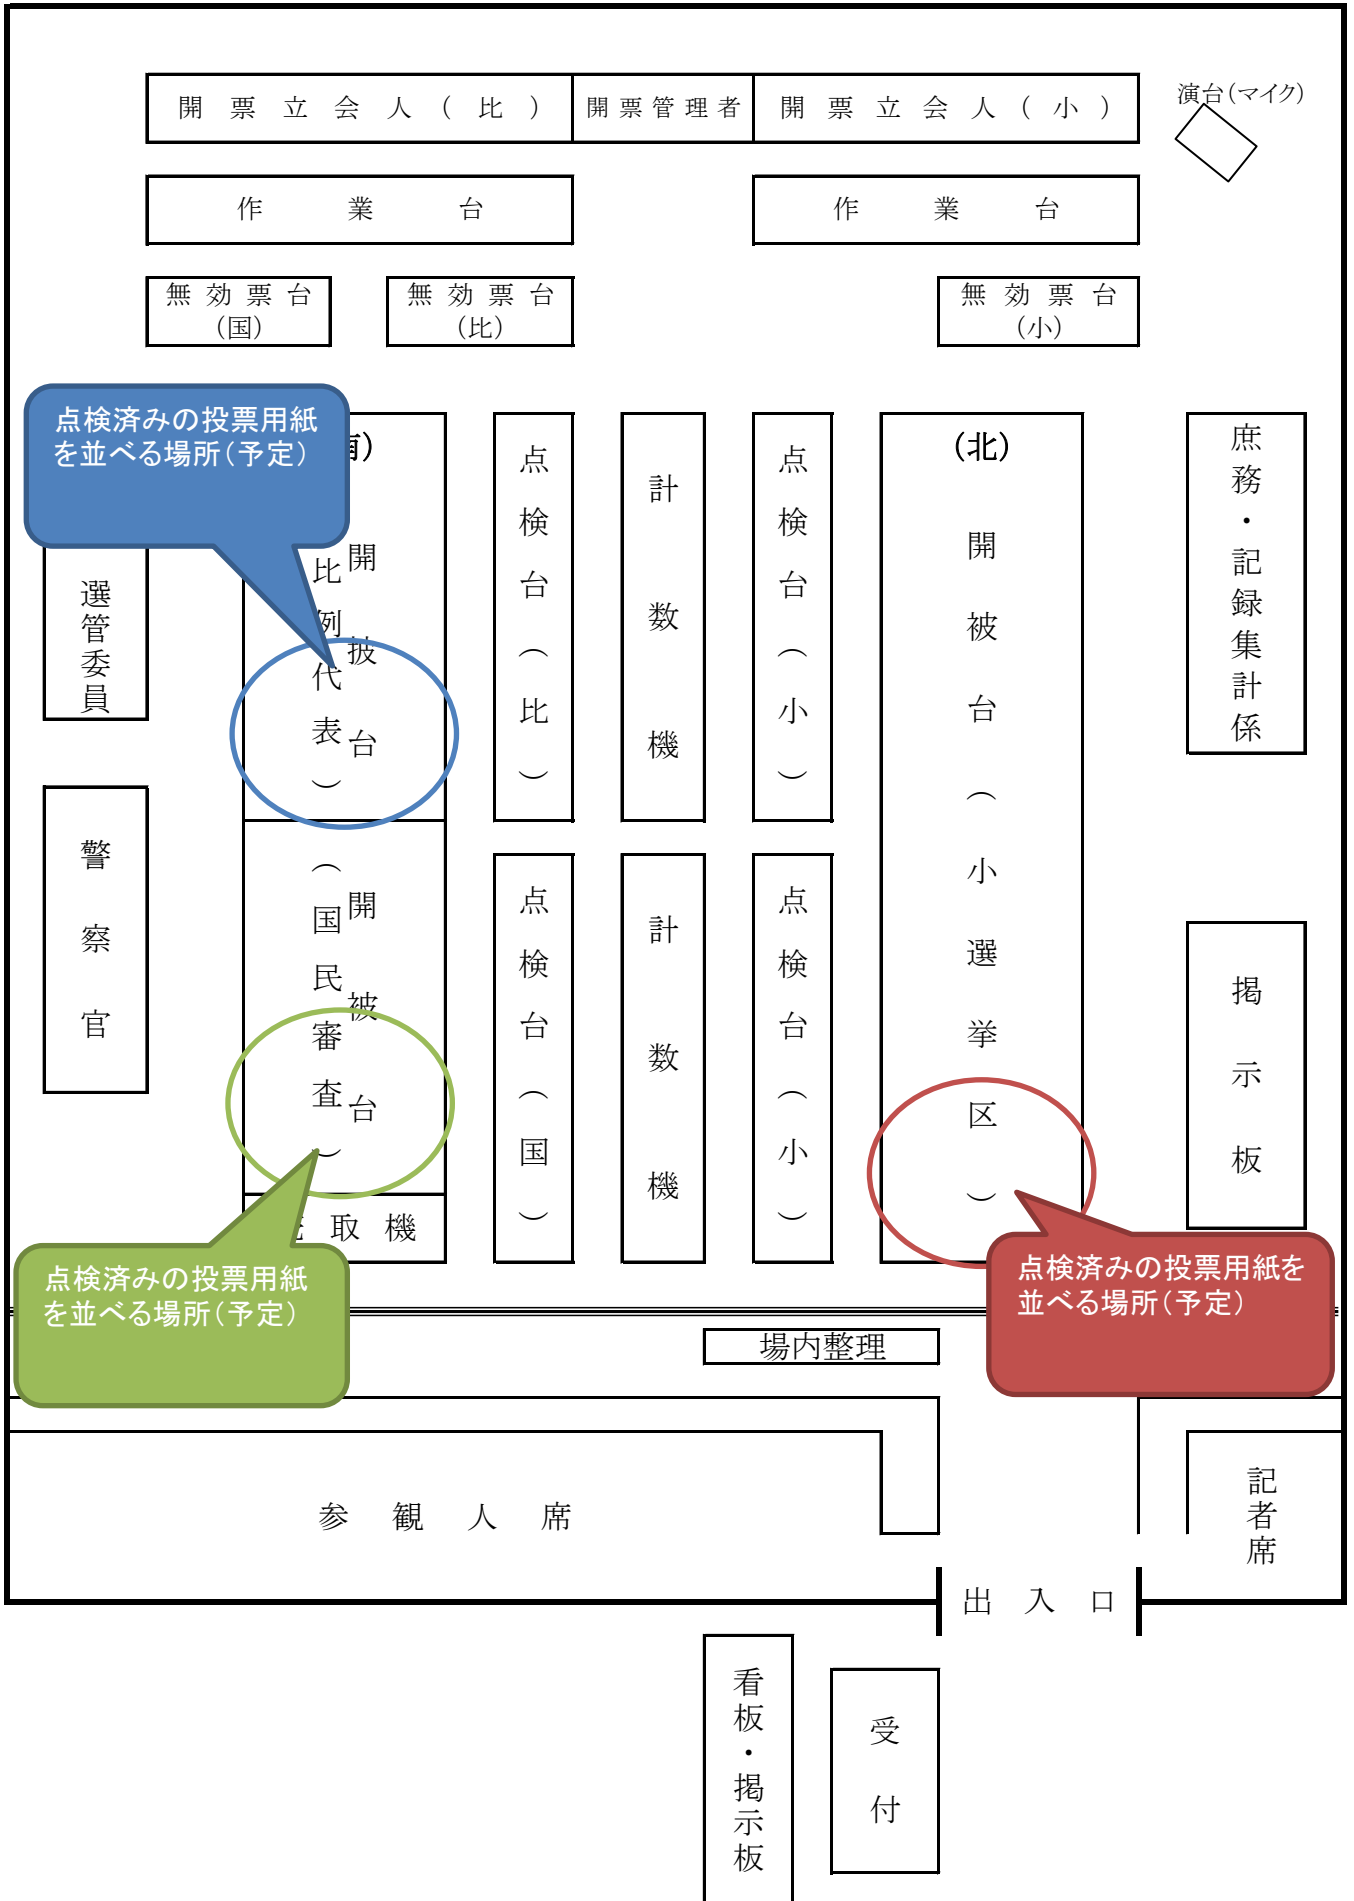 演台(マイク)
開票立会人(比)
開票管理者
開票立会人(小)
作業台
作業台
無効票台
(国)
無効票台
(比)
無効票台
(小)
点検済みの投票用紙
を並べる場所(予定)
選管委員
警察官
開披台
比例代表)
開被台
(国民審査)
取機
点検台(比)
点検台(国)
計数機
計数機
点検台(小)
点検台(小)
(北)
開被台(小選挙区)
庶務・記録集計係
掲示板
点検済みの投票用紙
を並べる場所(予定)
点検済みの投票用紙を
並べる場所(予定)
場内整理
参観人席
記者席
出入口
看板・掲示板
受付